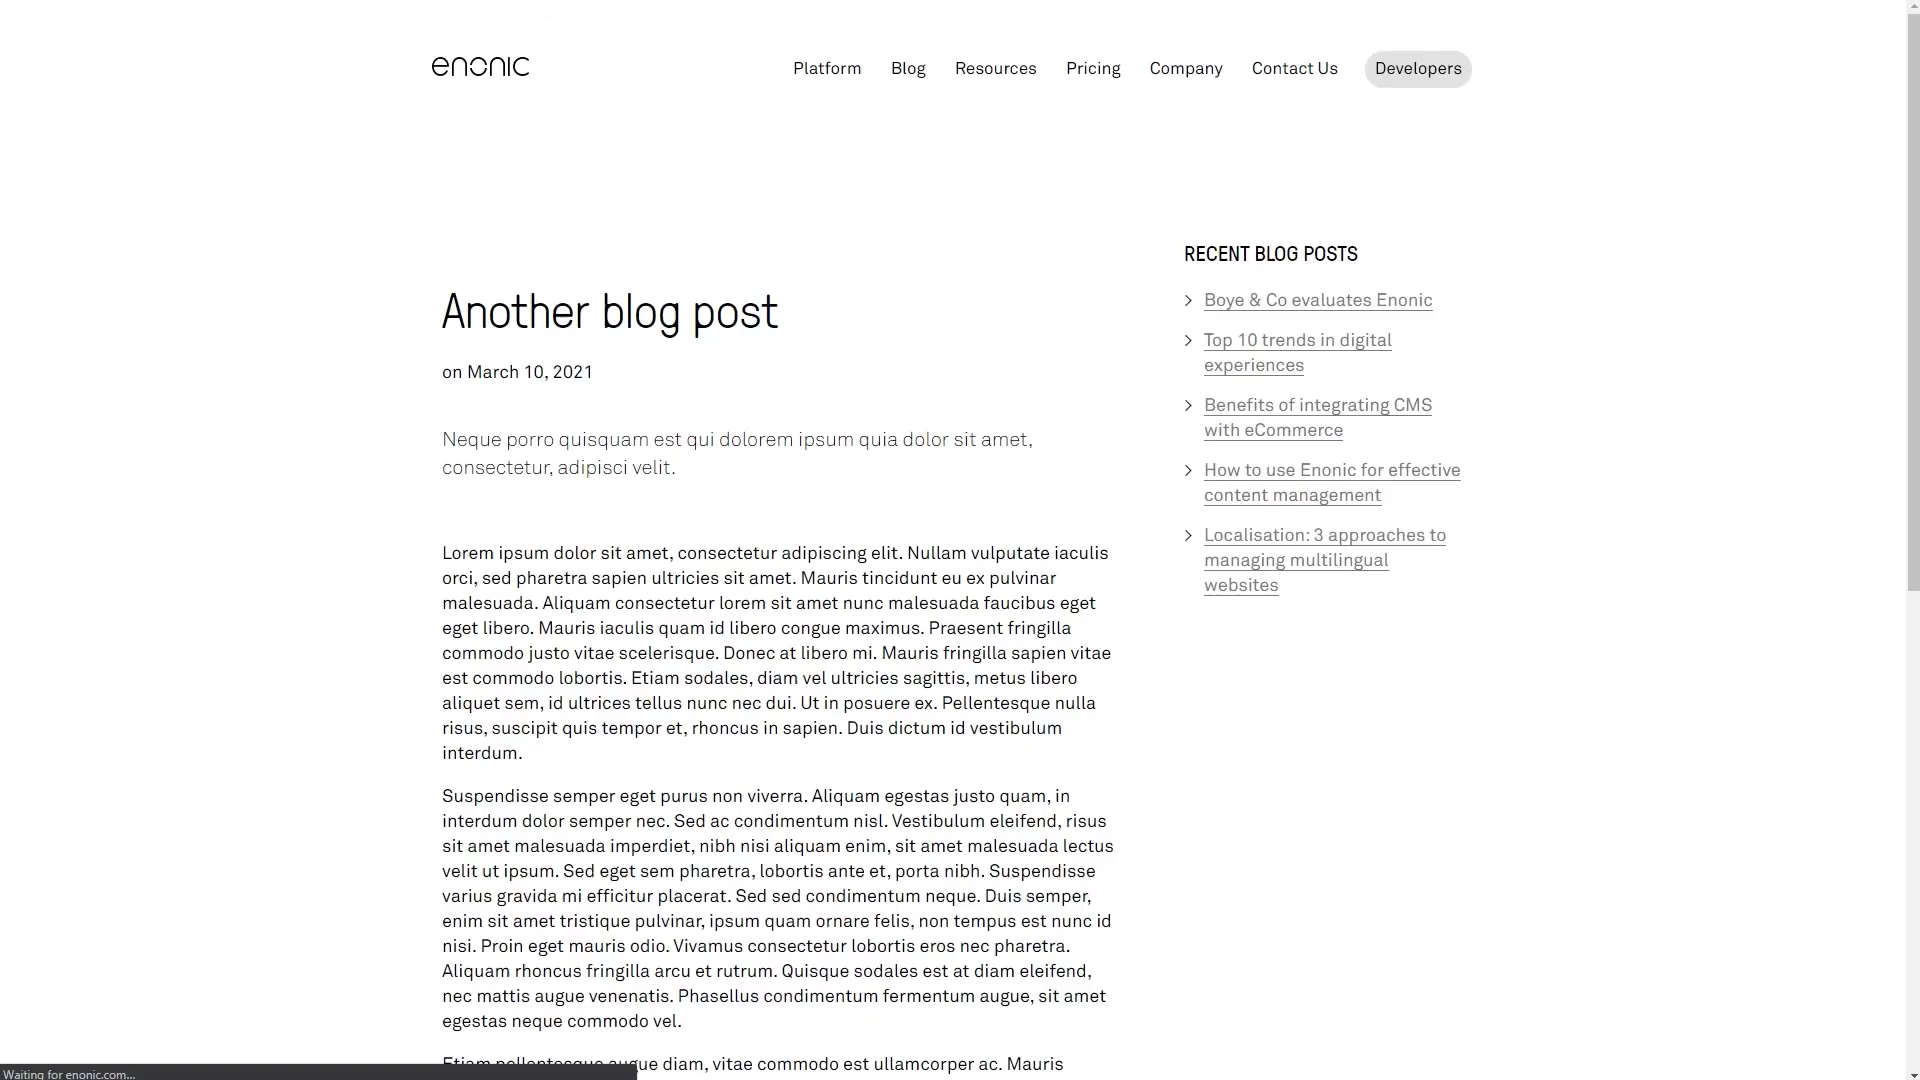 enonic
Platform Blog Resources Pricing Company Contact Us Developers
Another blog post
on March 10, 2021
Neque porro quisquam est qui dolorem ipsum quia dolor sit amet,
consectetur, adipisci velit.
Lorem ipsum dolor sit amet, consectetur adipiscing elit. Nullam vulputate iaculis
orci, sed pharetra sapien ultricies sit amet. Mauris tincidunt eu ex pulvinar
malesuada. Aliquam consectetur lorem sit amet nunc malesuada faucibus eget
eget libero. Mauris iaculis quam id libero congue maximus. Praesent fringilla
commodo justo vitae scelerisque. Donec at libero mi. Mauris fringilla sapien vitae
est commodo lobortis. Etiam sodales, diam vel ultricies sagittis, metus libero
aliquet sem, id ultrices tellus nunc nec dui. Ut in posuere ex. Pellentesque nulla
risus, suscipit quis tempor et, rhoncus in sapien. Duis dictum id vestibulum
interdum.
Suspendisse semper eget purus non viverra. Aliquam egestas justo quam, in
interdum dolor semper nec. Sed ac condimentum nisl. Vestibulum eleifend, risus
sit amet malesuada imperdiet, nibh nisi aliquam enim, sit amet malesuada lectus
velit ut ipsum. Sed eget sem pharetra, lobortis ante et, porta nibh. Suspendisse
varius gravida mi efficitur placerat. Sed sed condimentum neque. Duis semper,
enim sit amet tristique pulvinar, ipsum quam ornare felis, non tempus est nunc id
nisi. Proin eget mauris odio. Vivamus consectetur lobortis eros nec pharetra.
Aliquam rhoncus fringilla arcu et rutrum. Quisque sodales est at diam eleifend,
nec mattis augue venenatis. Phasellus condimentum fermentum augue, sit amet
egestas neque commodo vel.
Etiam pellentesque augue diam, vitae commodo est ullamcorper ac. Mauris
RECENT BLOG POSTS
Boye & Co evaluates Enonic
Top 10 trends in digital
experiences
Benefits of integrating CMS
with eCommerce
How to use Enonic for effective
content management
Localisation: 3 approaches to
managing multilingual
websites
Waiting for enonic.com...